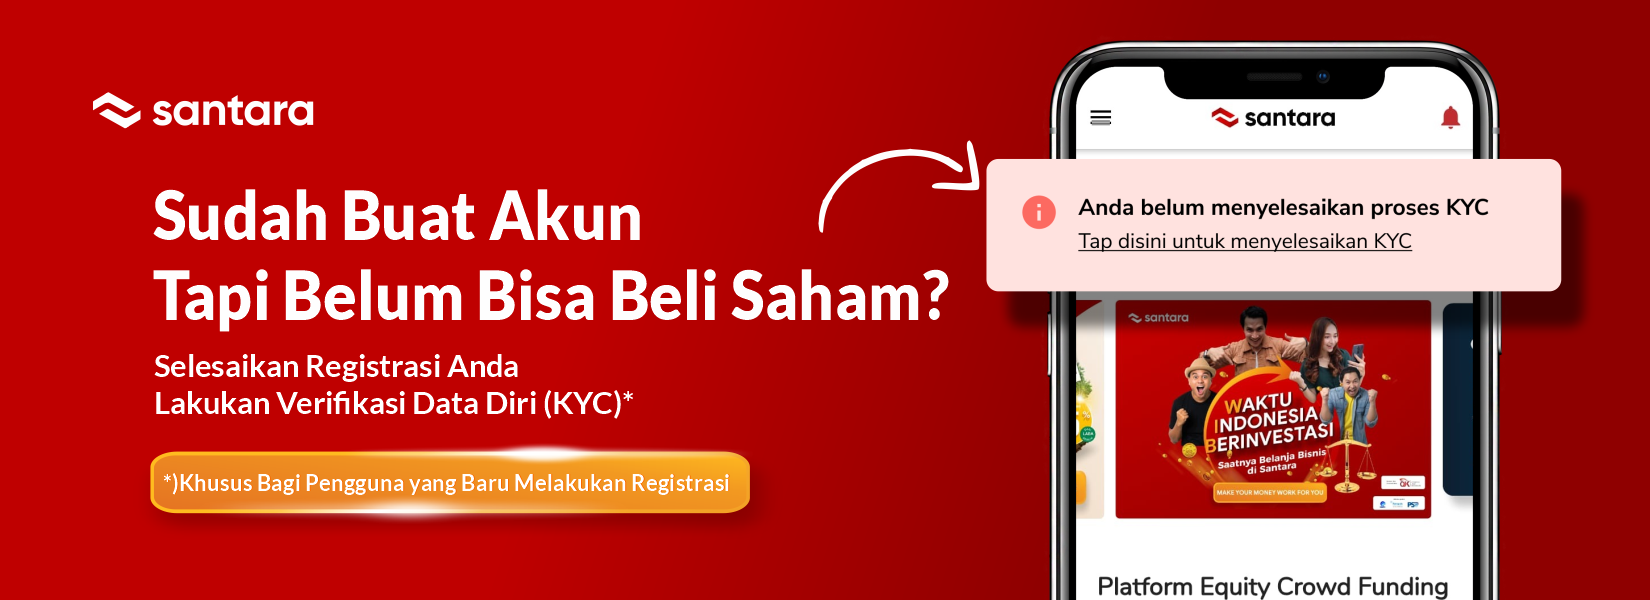 santara
Sudah Buat Akun
Tapi Belum Bisa Beli Saham?
Selesaikan Registrasi Anda
Lakukan Verifikasi Data Diri (KYC)*
*)Khusus Bagi Pengguna yang Baru Melakukan Registrasi
santara
Anda belum menyelesaikan proses KYC
Tap disini untuk menyelesaikan KYC
santara
WAKTU
INDONESIA
BERINVESTASI
Saatnya Belanja Bisnis
di Santara
MAKE YOUR MONEY WORK FOR YOU
Platform Equity Crowd Funding